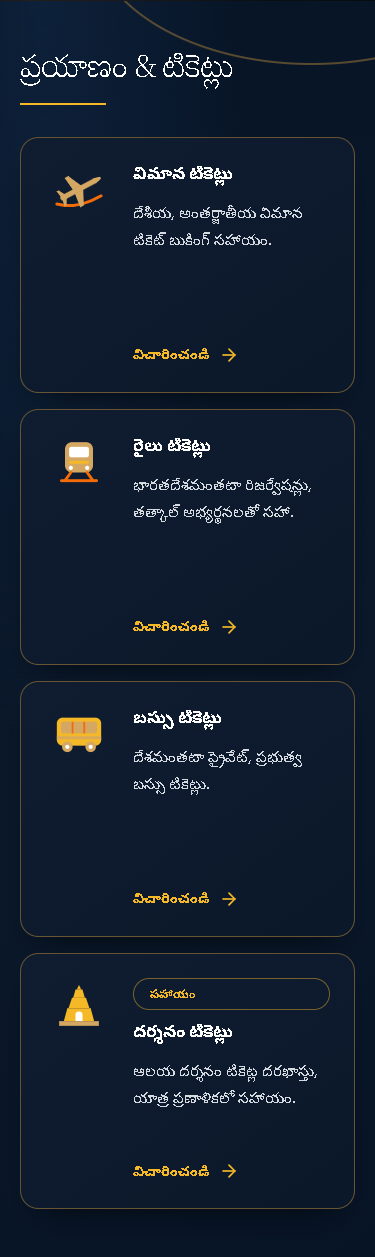 ప్రయాణం & టికెట్లు
విమాన టికెట్లు
దేశీయ, అంతర్జాతీయ విమాన
టికెట్ బుకింగ్ సహాయం.
విచారించండి
రైలు టికెట్లు
భారతదేశమంతటా రిజర్వేషన్లు,
తత్కాల్ అభ్యర్థనలతో సహా.
విచారించండి
బస్సు టికెట్లు
దేశమంతటా ప్రైవేట్, ప్రభుత్వ
బస్సు టికెట్లు.
విచారించండి
సహాయం
దర్శనం టికెట్లు
ఆలయ దర్శనం టికెట్ల దరఖాస్తు,
యాత్ర ప్రణాళికలో సహాయం.
విచారించండి